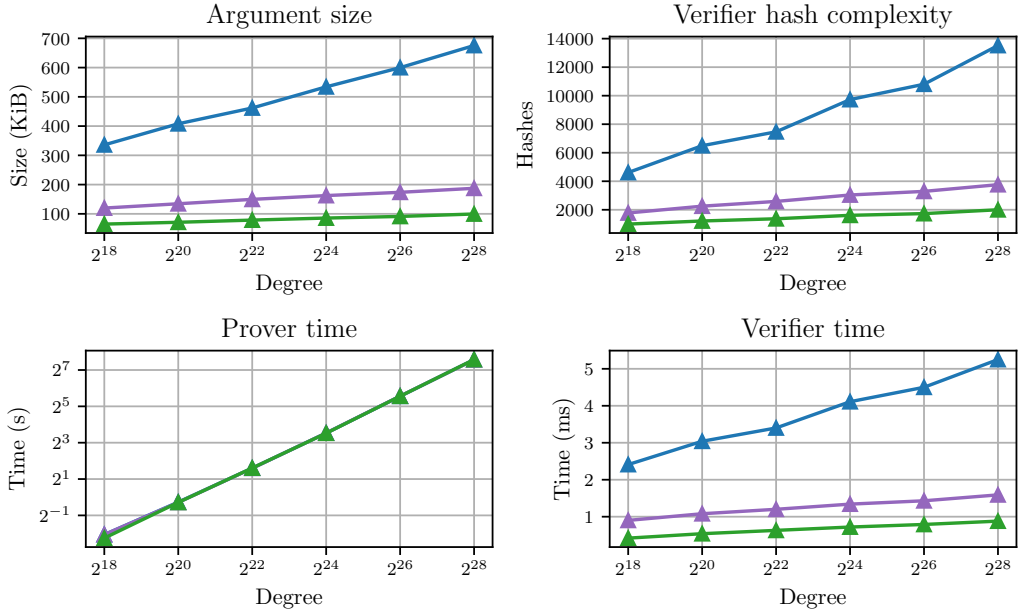 Argument size
Size (KiB)
700
600
500
400
300
200
100
2^18 2^20 2^22 2^24 2^26 2^28
Degree
Verifier hash complexity
Hashes
14000
12000
10000
8000
6000
4000
2000
2^18 2^20 2^22 2^24 2^26 2^28
Degree
Prover time
Time (s)
2^7
2^5
2^3
2^1
2^−1
2^18 2^20 2^22 2^24 2^26 2^28
Degree
Verifier time
Time (ms)
5
4
3
2
1
2^18 2^20 2^22 2^24 2^26 2^28
Degree